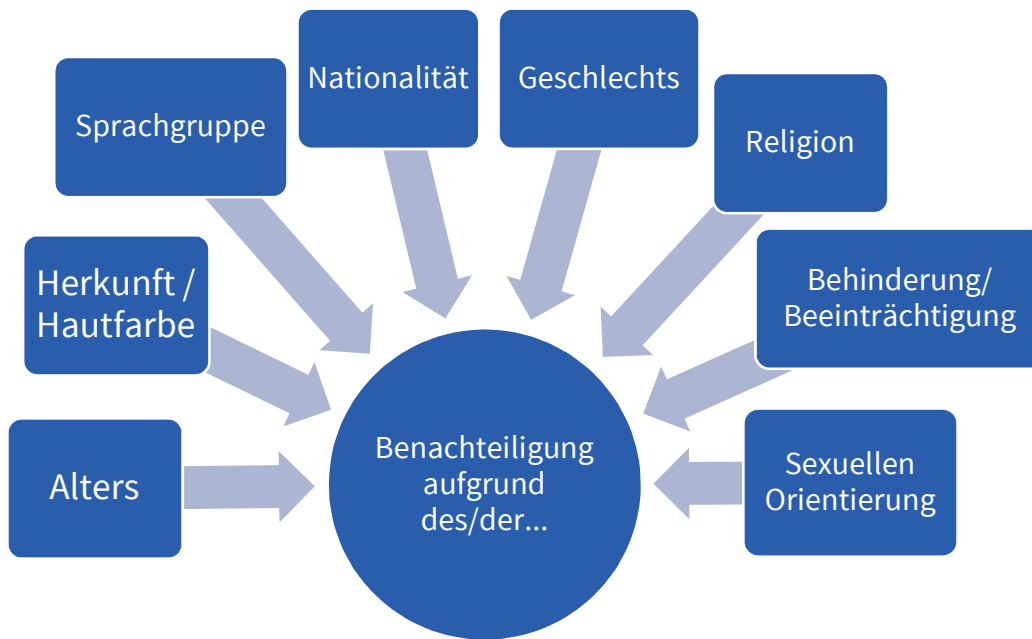 Nationalität
Geschlechts
Sprachgruppe
Religion
Herkunft /
Hautfarbe
Behinderung/
Beeinträchtigung
Alters
Benachteiligung
aufgrund
des/der...
Sexuellen
Orientierung